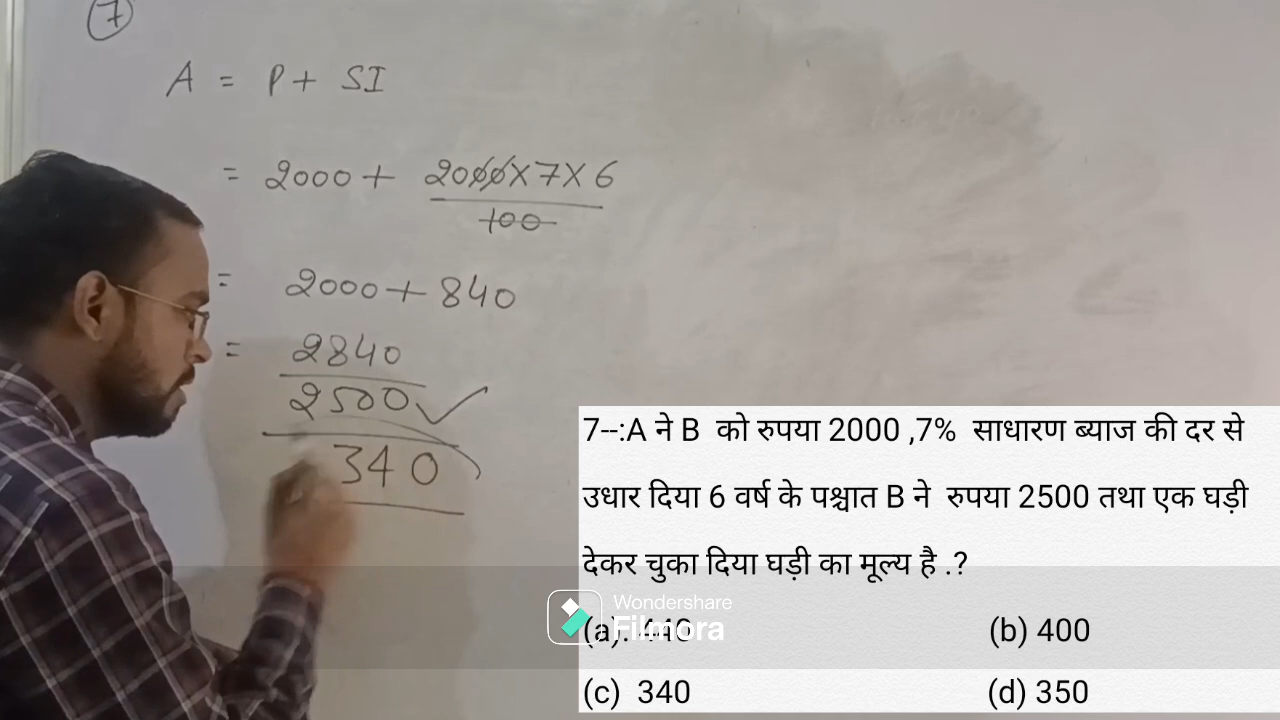 7
A = P + SI
= 2000 + 2000 X 7 X 6
100
= 2000 + 840
= 2840
2500 ✓
340
7--:A ने B को रुपया 2000 ,7% साधारण ब्याज की दर से
उधार दिया 6 वर्ष के पश्चात B ने रुपया 2500 तथा एक घड़ी
देकर चुका दिया घड़ी का मूल्य है .?
Wondershare
Filmora
(a). 440 (b) 400
(c) 340 (d) 350